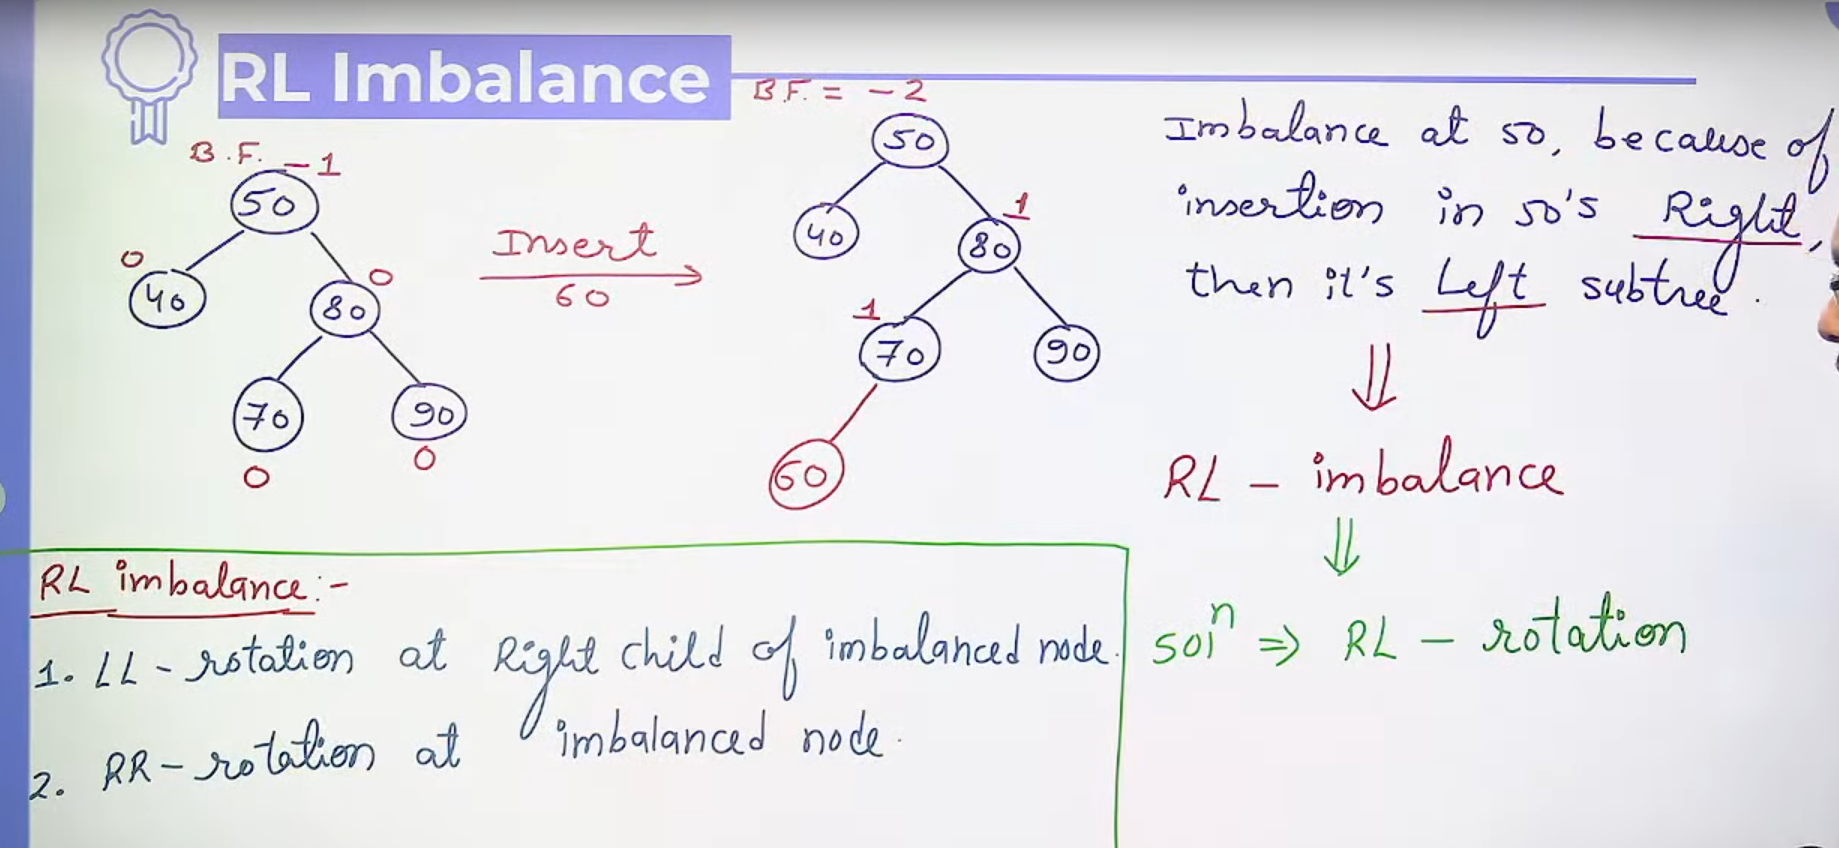 RL Imbalance
B.F. -1
50
0
40
0
80
70
0
90
0
Insert
60
B.F. = -2
50
40
1
80
1
70
90
60
Imbalance at 50, because of
insertion in 50's Right,
then it's Left subtree.
⇓
RL - imbalance
⇓
solⁿ ⇒ RL - rotation
RL imbalance:-
1. LL - rotation at Right child of imbalanced node.
2. RR - rotation at imbalanced node.